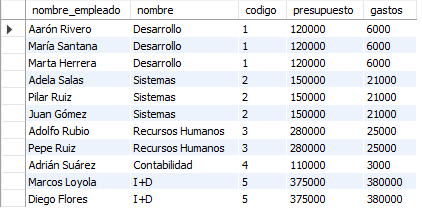 nombre_empleado nombre codigo presupuesto gastos
Aarón Rivero Desarrollo 1 120000 6000
María Santana Desarrollo 1 120000 6000
Marta Herrera Desarrollo 1 120000 6000
Adela Salas Sistemas 2 150000 21000
Pilar Ruiz Sistemas 2 150000 21000
Juan Gómez Sistemas 2 150000 21000
Adolfo Rubio Recursos Humanos 3 280000 25000
Pepe Ruiz Recursos Humanos 3 280000 25000
Adrián Suárez Contabilidad 4 110000 3000
Marcos Loyola I+D 5 375000 380000
Diego Flores I+D 5 375000 380000